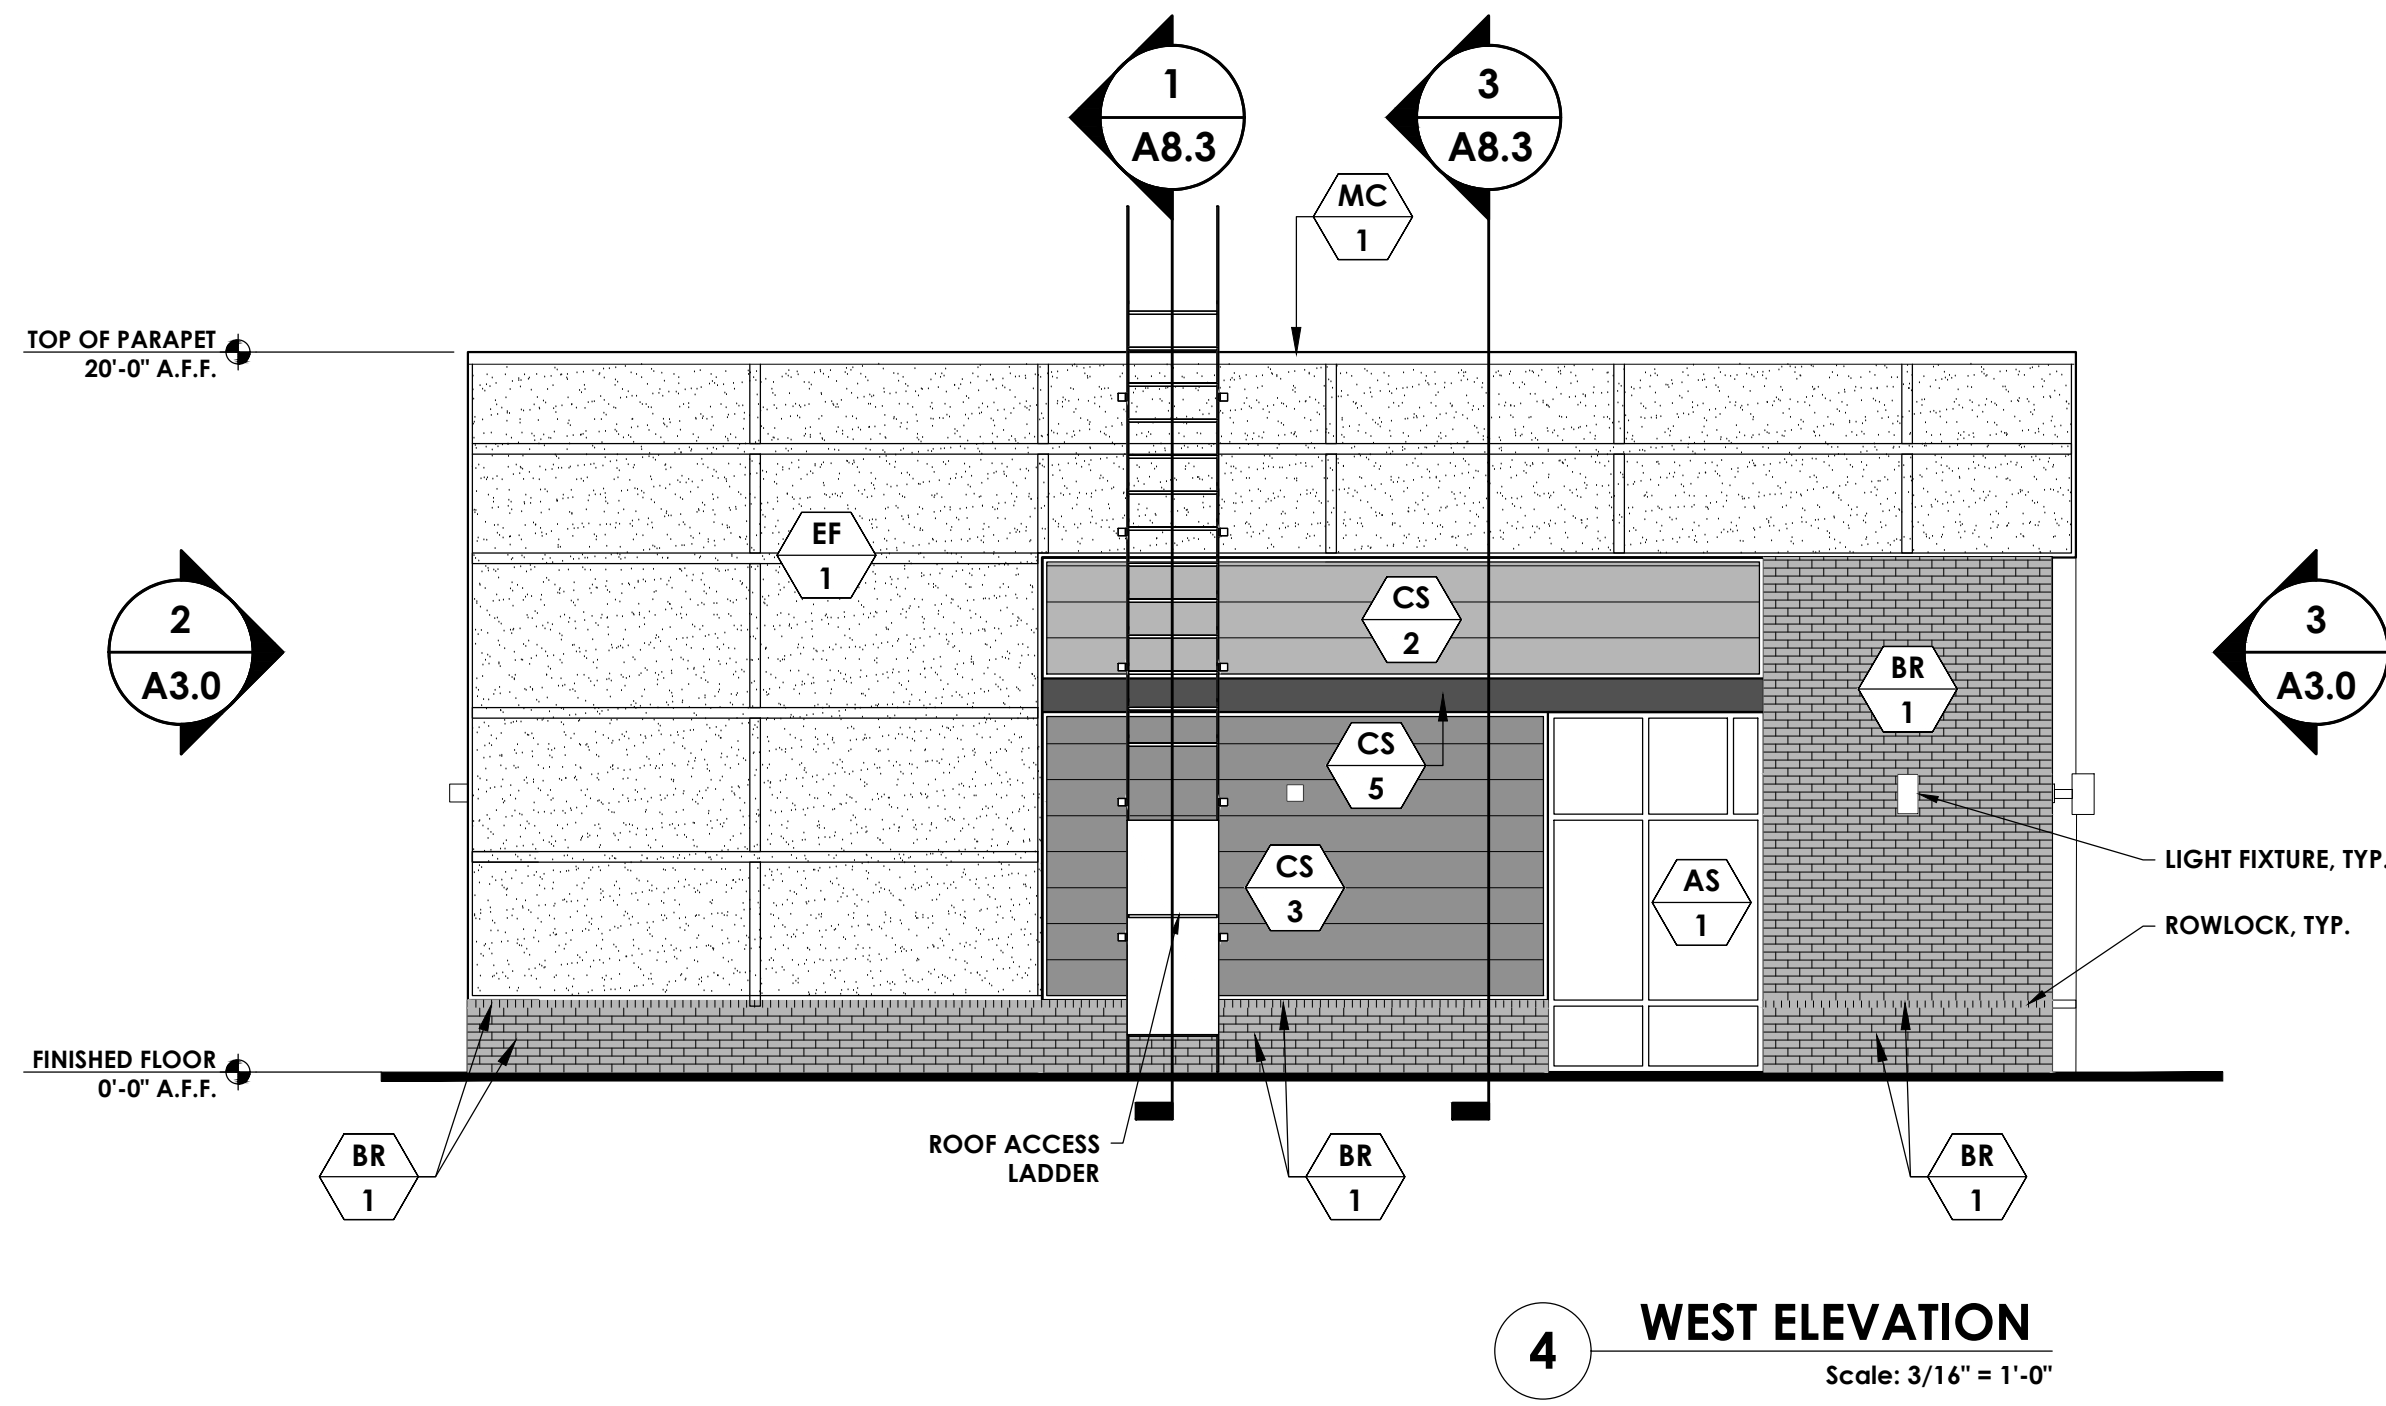 1
A8.3
3
A8.3
MC
1
TOP OF PARAPET
20'-0" A.F.F.
EF
1
CS
2
2
A3.0
BR
1
3
A3.0
CS
5
LIGHT FIXTURE, TYP.
CS
3
AS
1
ROWLOCK, TYP.
FINISHED FLOOR
0'-0" A.F.F.
ROOF ACCESS
LADDER
BR
1
BR
1
BR
1
4
WEST ELEVATION
Scale: 3/16" = 1'-0"